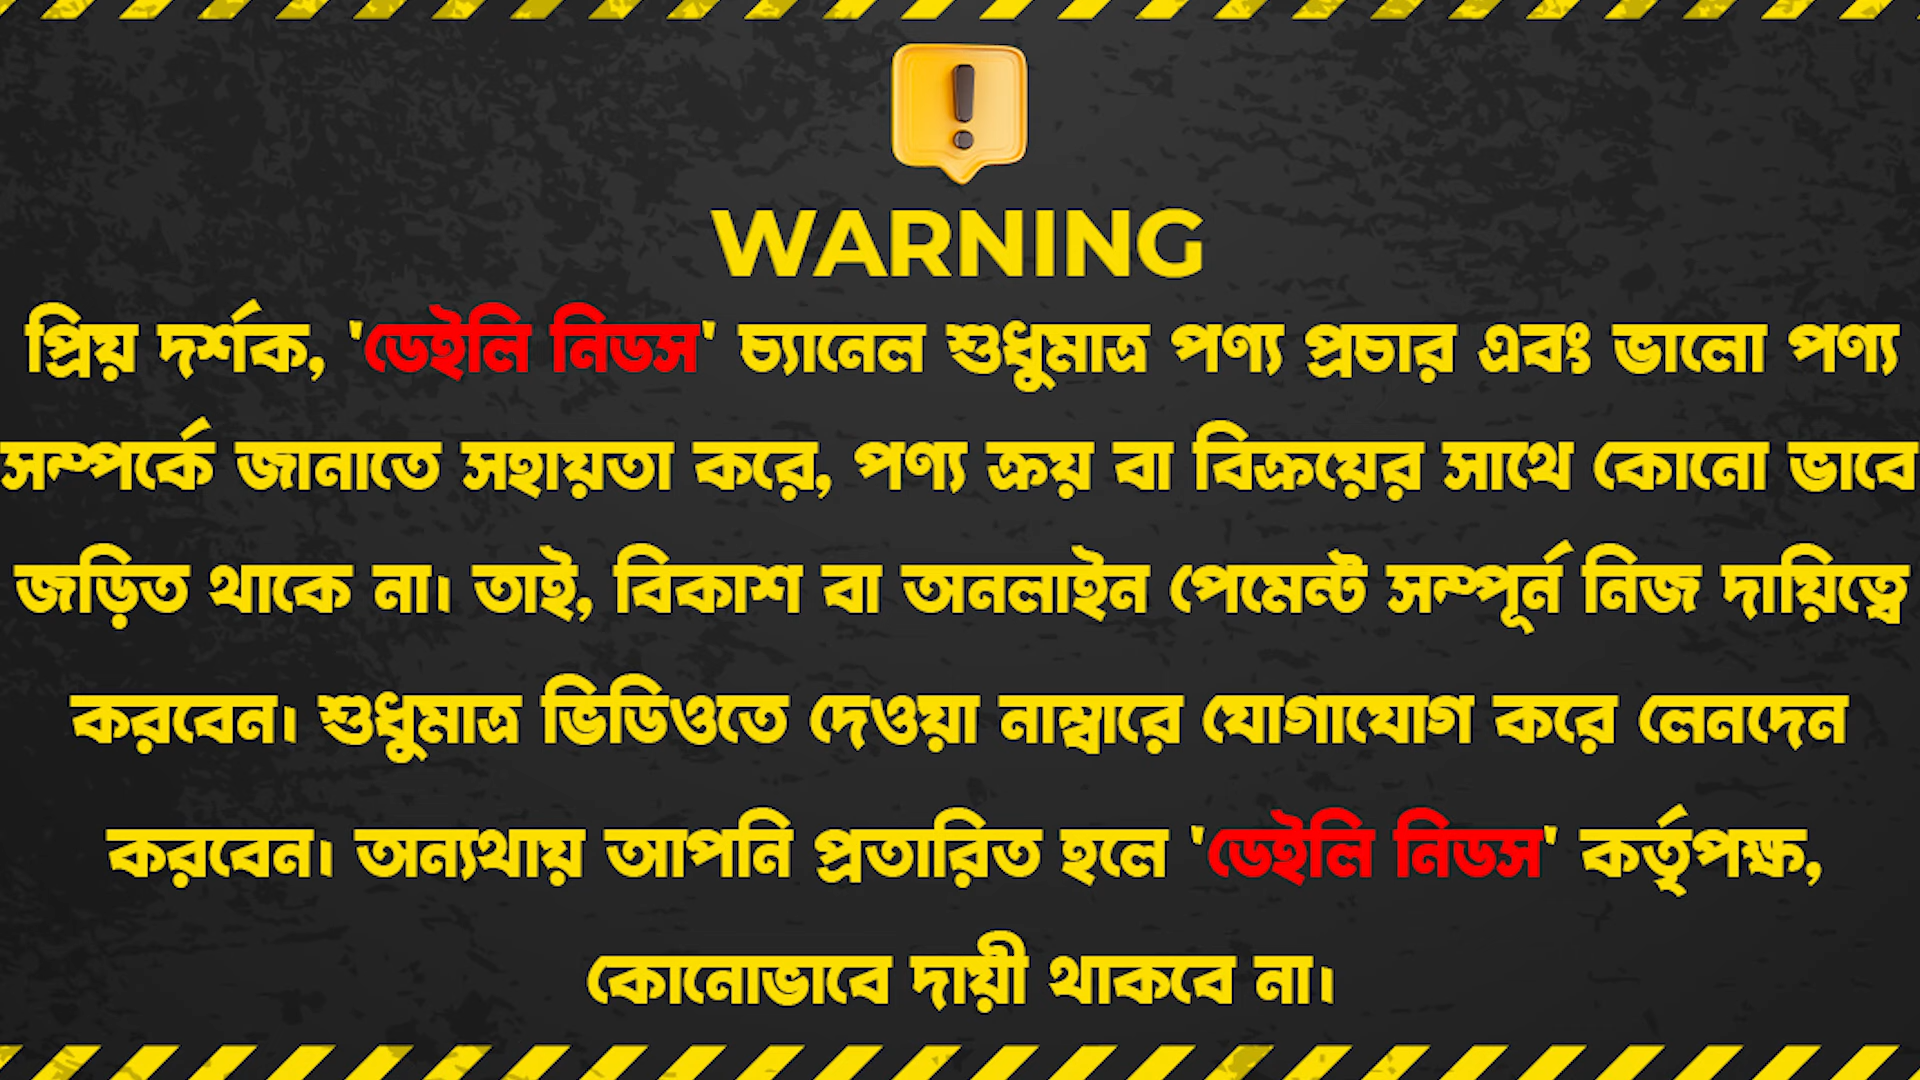 WARNING
প্রিয় দর্শক, 'ডেইলি নিডস' চ্যানেল শুধুমাত্র পণ্য প্রচার এবং ভালো পণ্য
সম্পর্কে জানাতে সহায়তা করে, পণ্য ক্রয় বা বিক্রয়ের সাথে কোনো ভাবে
জড়িত থাকে না। তাই, বিকাশ বা অনলাইন পেমেন্ট সম্পূর্ন নিজ দায়িত্বে
করবেন। শুধুমাত্র ভিডিওতে দেওয়া নাম্বারে যোগাযোগ করে লেনদেন
করবেন। অন্যথায় আপনি প্রতারিত হলে 'ডেইলি নিডস' কর্তৃপক্ষ,
কোনোভাবে দায়ী থাকবে না।